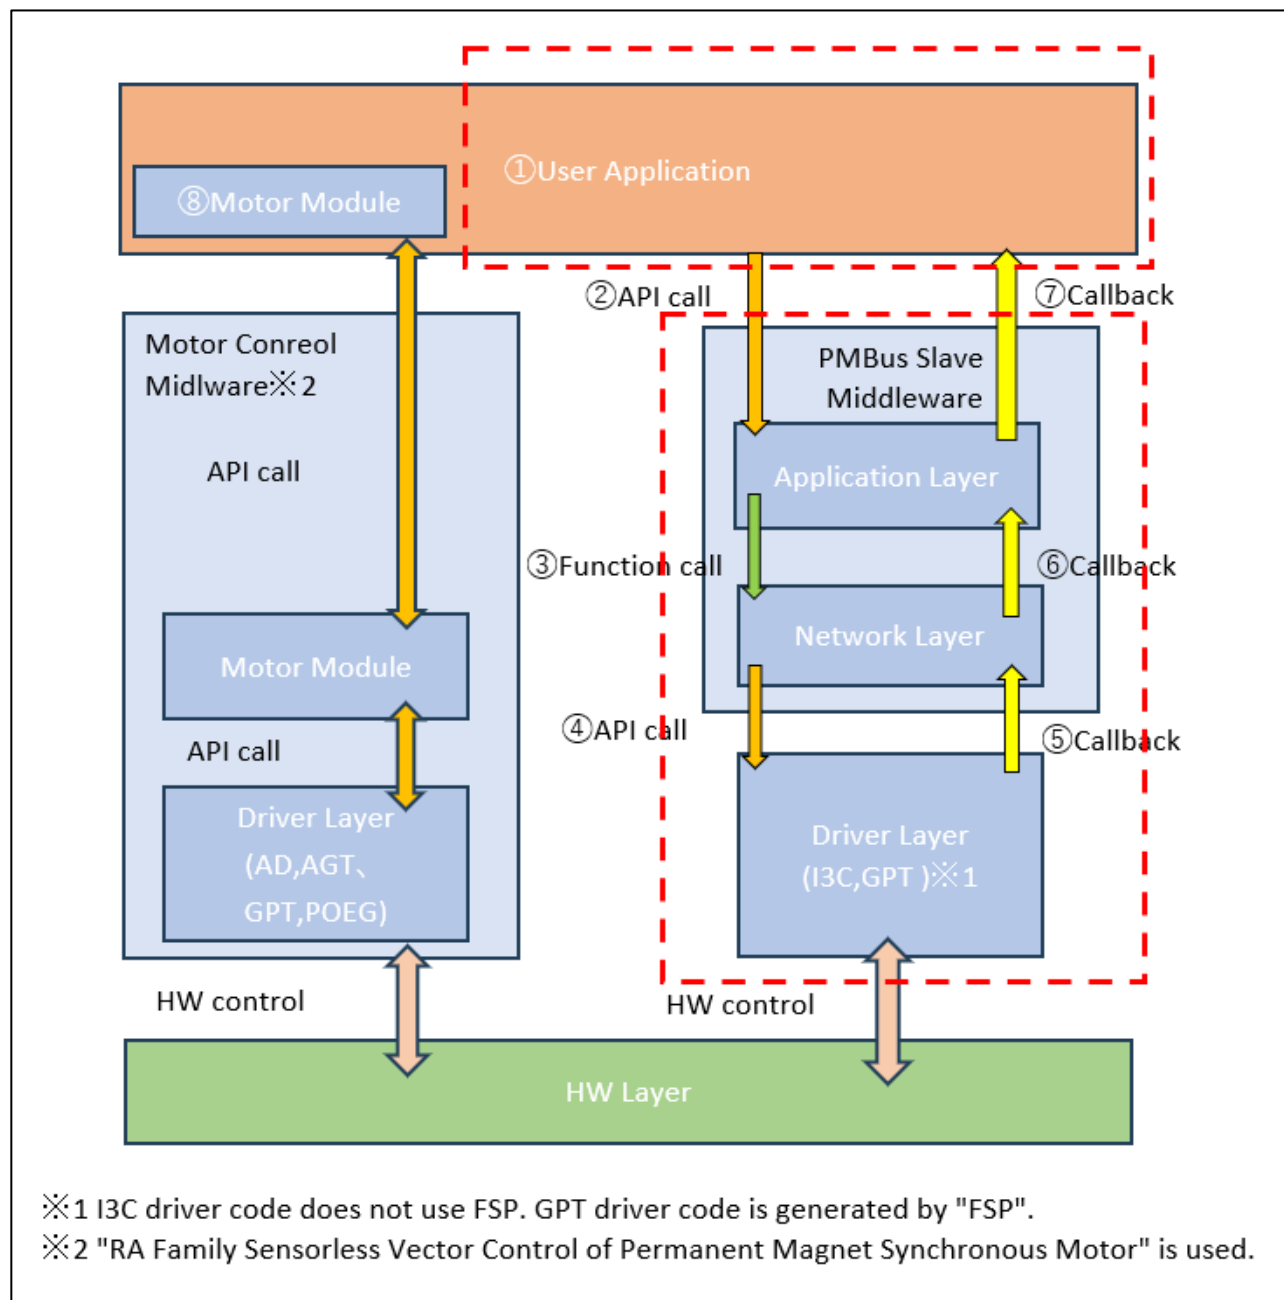 ①User Application
⑧Motor Module
②API call
⑦Callback
Motor Conreol
Midlware※2
API call
Motor Module
API call
Driver Layer
(AD,AGT、
GPT,POEG)
HW control
PMBus Slave
Middleware
Application Layer
③Function call
⑥Callback
Network Layer
④API call
⑤Callback
Driver Layer
(I3C,GPT )※1
HW control
HW Layer
※1 I3C driver code does not use FSP. GPT driver code is generated by "FSP".
※2 "RA Family Sensorless Vector Control of Permanent Magnet Synchronous Motor" is used.